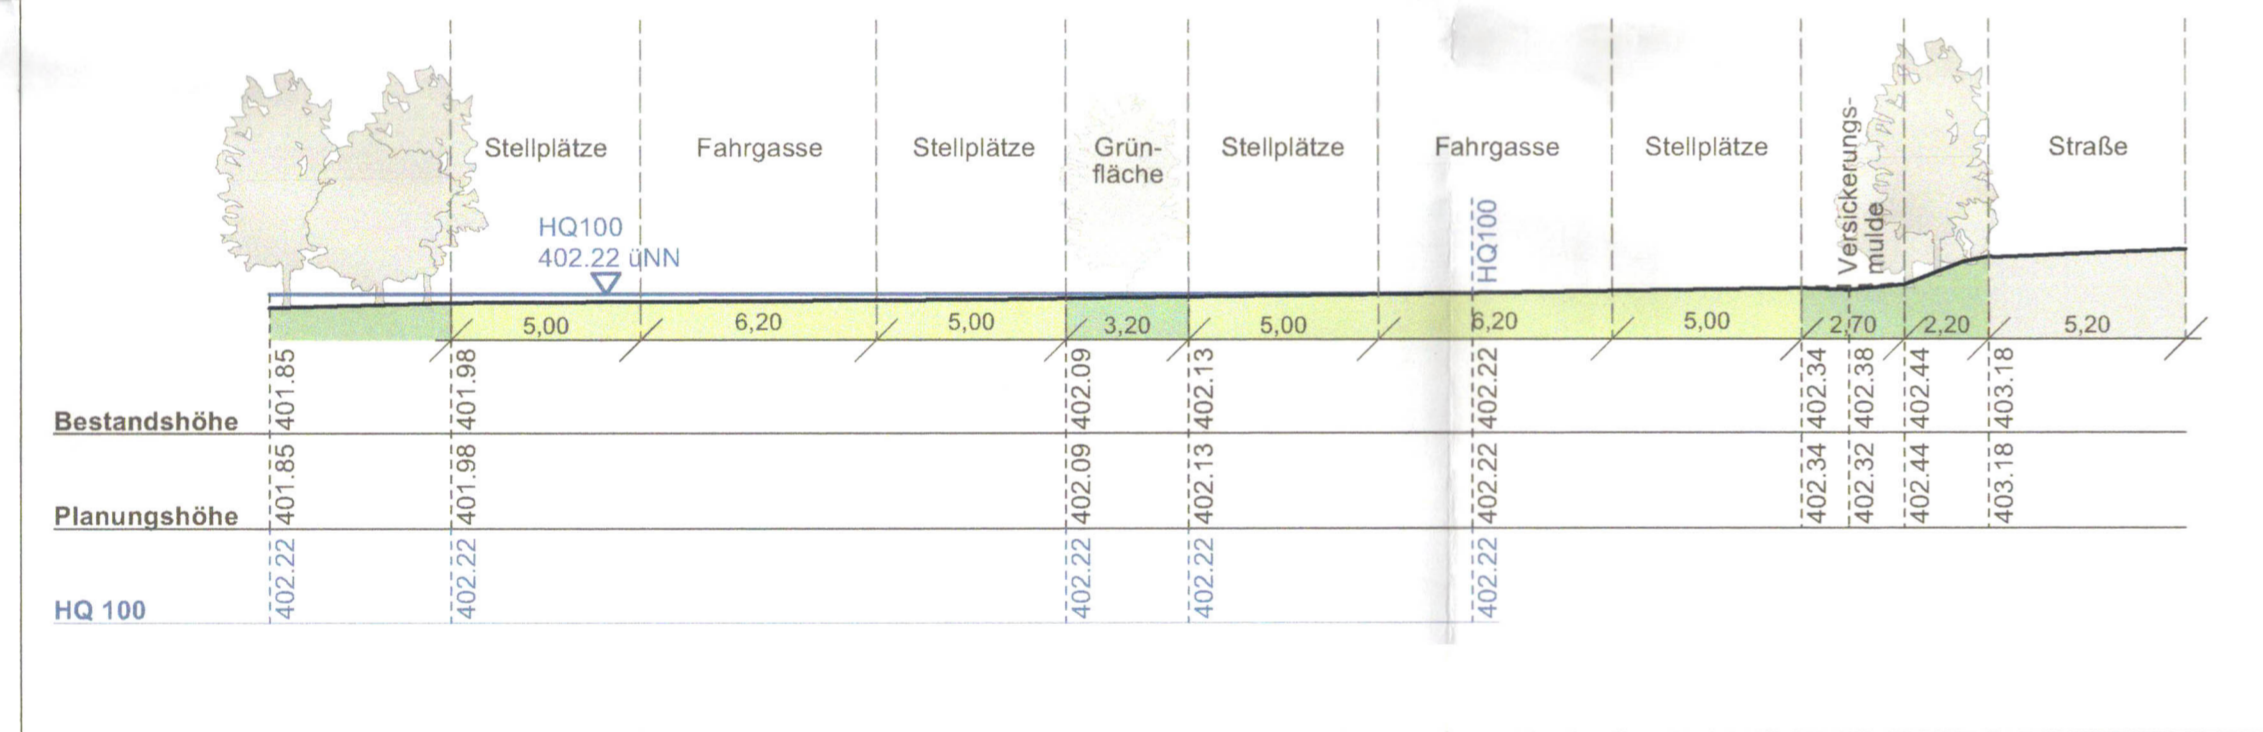 Stellplätze
Fahrgasse
Stellplätze
Grün-
fläche
Stellplätze
Fahrgasse
Stellplätze
Versickerungs-
mulde
Straße
HQ100
402.22 üNN
HQ100
5,00
6,20
5,00
3,20
5,00
6,20
5,00
2,70
2,20
5,20
Bestandshöhe
401.85
401.98
402.09
402.13
402.22
402.34
402.38
402.44
403.18
Planungshöhe
401.85
401.98
402.09
402.13
402.22
402.34
402.32
402.44
403.18
HQ 100
402.22
402.22
402.22
402.22
402.22